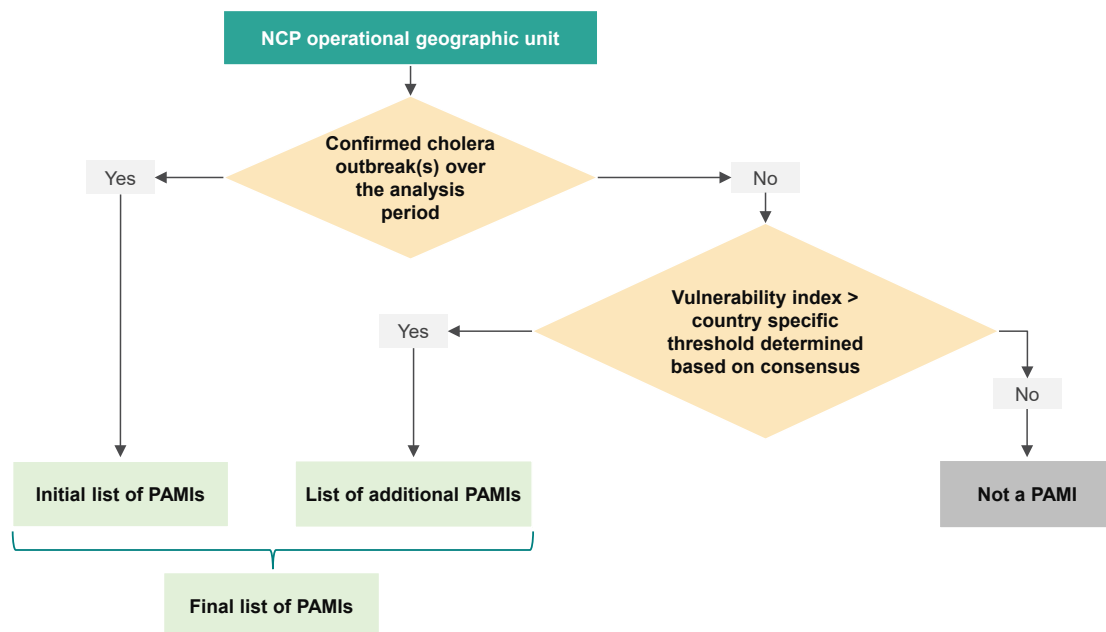 NCP operational geographic unit
Confirmed cholera
outbreak(s) over
the analysis
period
Yes
No
Vulnerability index >
country specific
threshold determined
based on consensus
Yes
No
Initial list of PAMIs
List of additional PAMIs
Not a PAMI
Final list of PAMIs